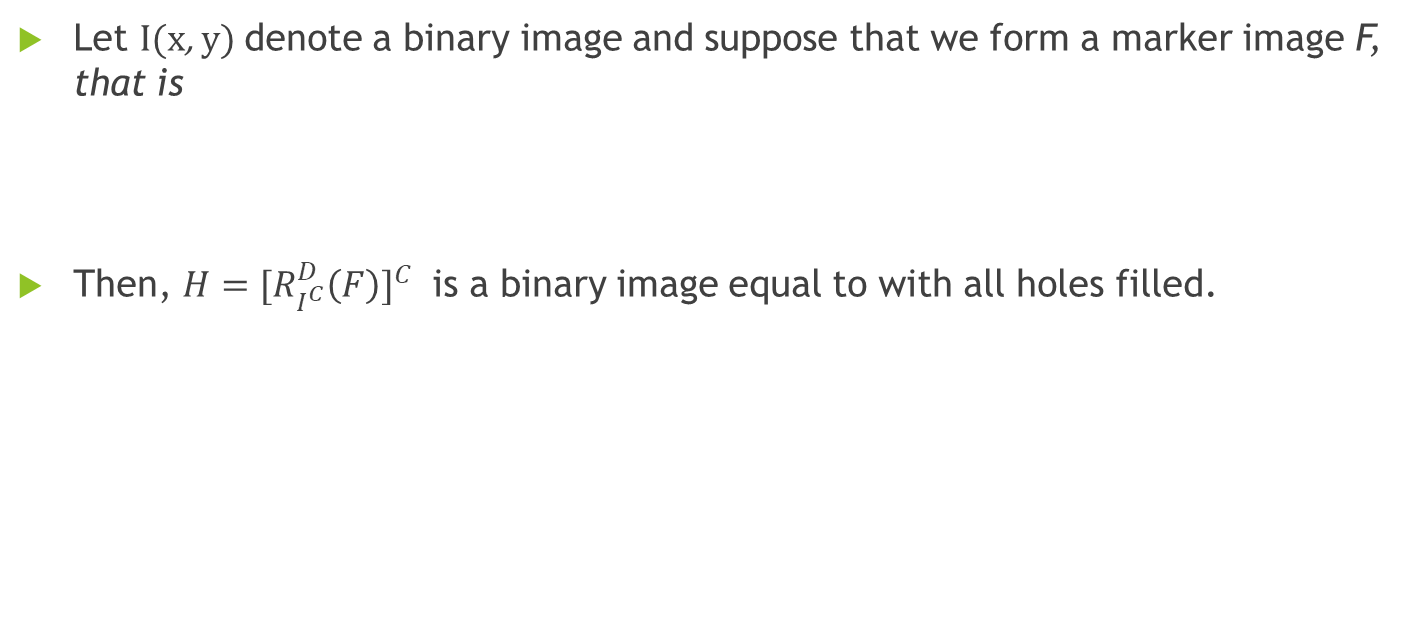 Let I(x, y) denote a binary image and suppose that we form a marker image F,
that is
Then, H = [R_{I^C}^D(F)]^C is a binary image equal to with all holes filled.